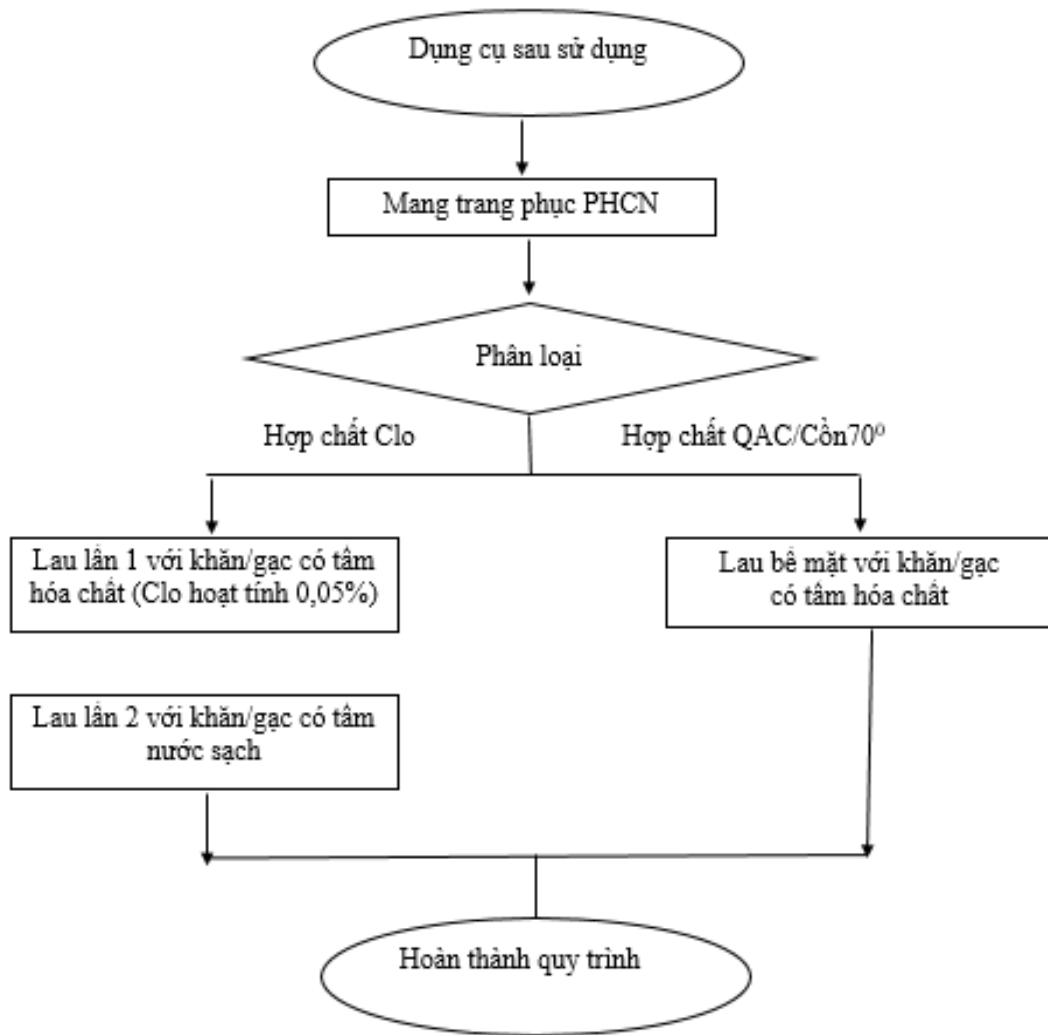 Dụng cụ sau sử dụng
Mang trang phục PHCN
Phân loại
Hợp chất Clo
Hợp chất QAC/Cồn70⁰
Lau lần 1 với khăn/gạc có tẩm
hóa chất (Clo hoạt tính 0,05%)
Lau bề mặt với khăn/gạc
có tẩm hóa chất
Lau lần 2 với khăn/gạc có tẩm
nước sạch
Hoàn thành quy trình